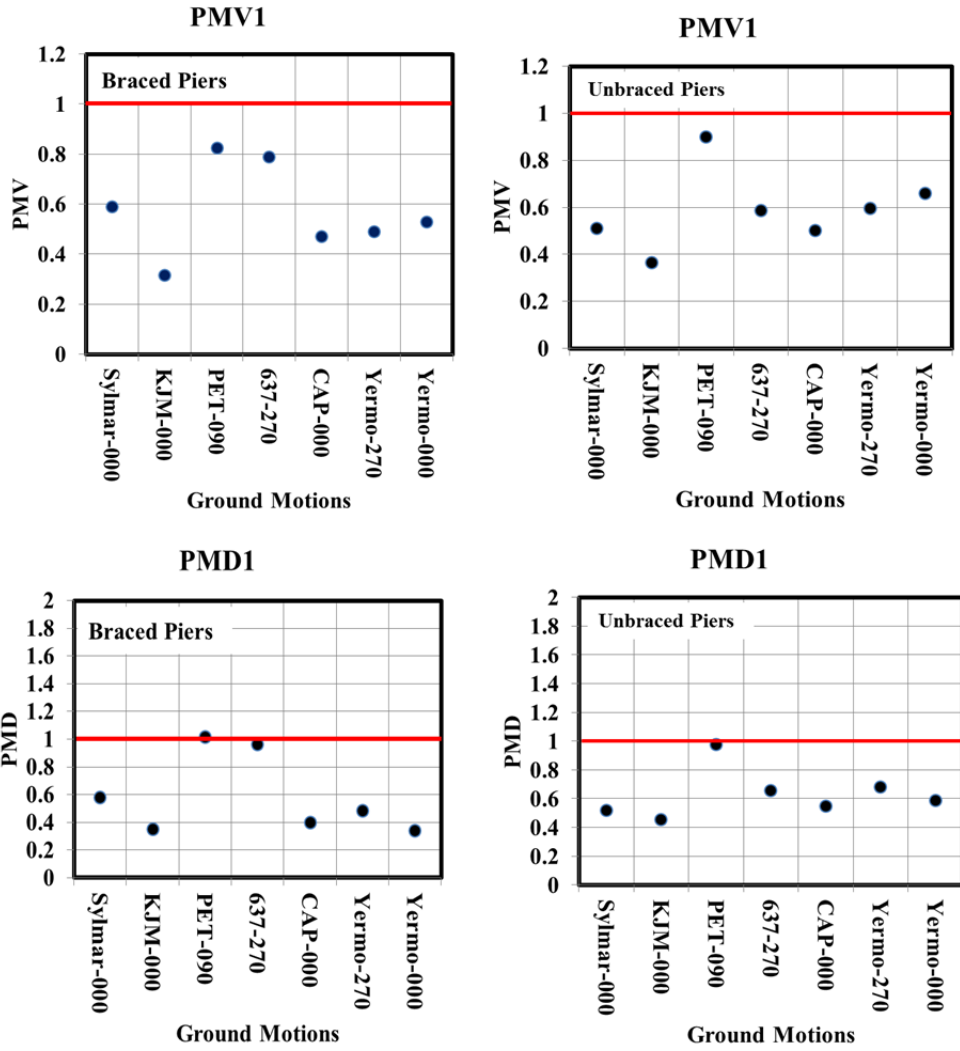 PMV1
1.2
Braced Piers
1
0.8
0.6
0.4
0.2
0
PMV
Sylmar-000
KJM-000
PET-090
637-270
CAP-000
Yermo-270
Yermo-000
Ground Motions
PMV1
1.2
Unbraced Piers
1
0.8
0.6
0.4
0.2
0
PMV
Sylmar-000
KJM-000
PET-090
637-270
CAP-000
Yermo-270
Yermo-000
Ground Motions
PMD1
2
1.8
Braced Piers
1.6
1.4
1.2
1
0.8
0.6
0.4
0.2
0
PMD
Sylmar-000
KJM-000
PET-090
637-270
CAP-000
Yermo-270
Yermo-000
Ground Motions
PMD1
2
1.8
Unbraced Piers
1.6
1.4
1.2
1
0.8
0.6
0.4
0.2
0
PMD
Sylmar-000
KJM-000
PET-090
637-270
CAP-000
Yermo-270
Yermo-000
Ground Motions